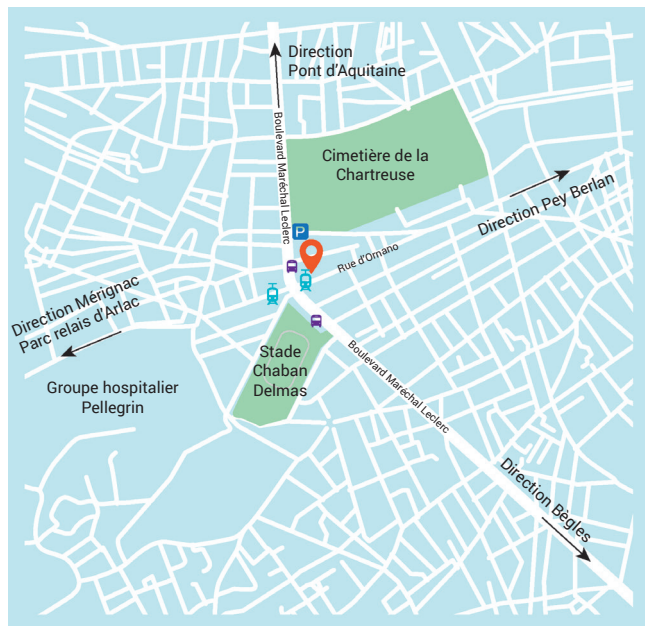 Direction
Pont d'Aquitaine
Boulevard Maréchal Leclerc
Cimetière de la
Chartreuse
Direction Pey Berlan
P
Rue d'Ornano
Direction Mérignac
Parc relais d'Arlac
Stade
Chaban
Delmas
Boulevard Maréchal Leclerc
Groupe hospitalier
Pellegrin
Direction Bègles